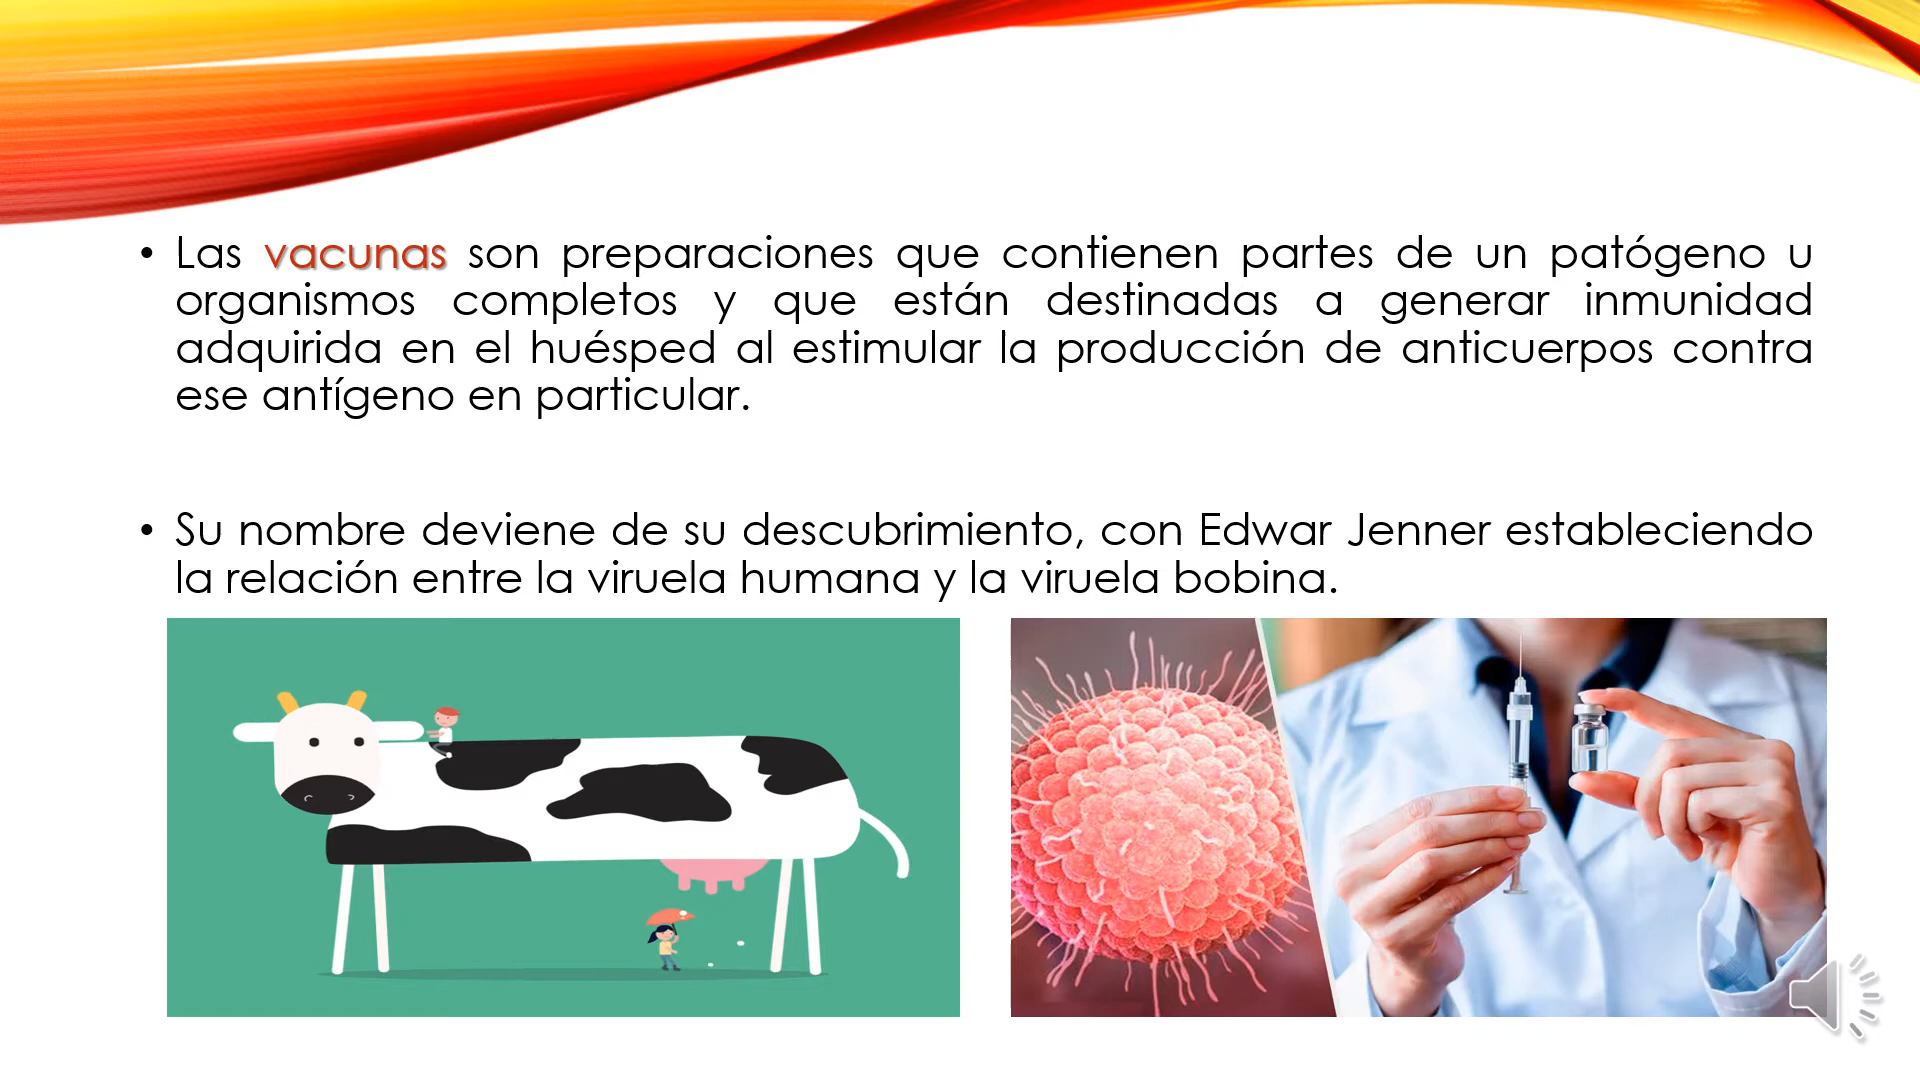 • Las vacunas son preparaciones que contienen partes de un patógeno u
organismos completos y que están destinadas a generar inmunidad
adquirida en el huésped al estimular la producción de anticuerpos contra
ese antígeno en particular.
• Su nombre deviene de su descubrimiento, con Edwar Jenner estableciendo
la relación entre la viruela humana y la viruela bobina.